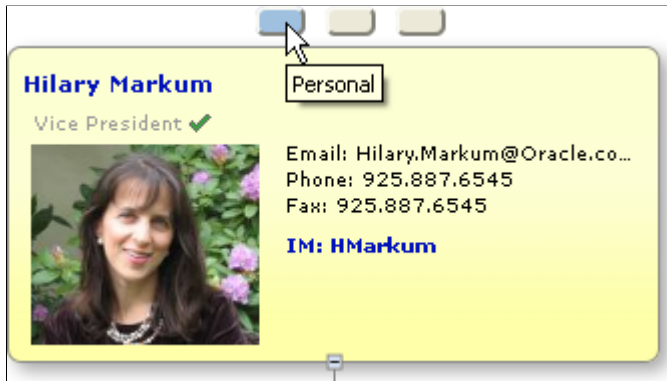 Personal
Hilary Markum
Vice President
Email: Hilary.Markum@Oracle.co...
Phone: 925.887.6545
Fax: 925.887.6545
IM: HMarkum